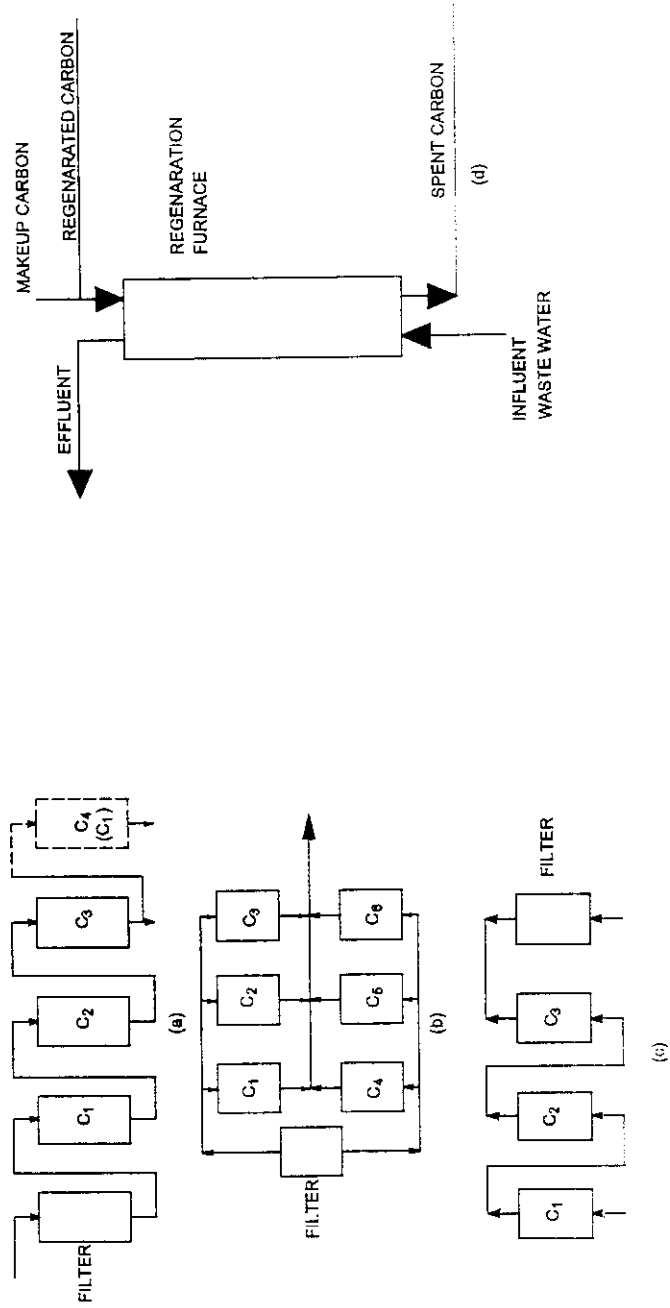 FILTER
C1
C2
C3
C4
(C1)
(a)
FILTER
C1
C2
C3
C4
C5
C6
(b)
C1
C2
C3
FILTER
(c)
MAKEUP CARBON
REGENARATED CARBON
EFFLUENT
REGENARATION
FURNACE
INFLUENT
WASTE WATER
SPENT CARBON
(d)